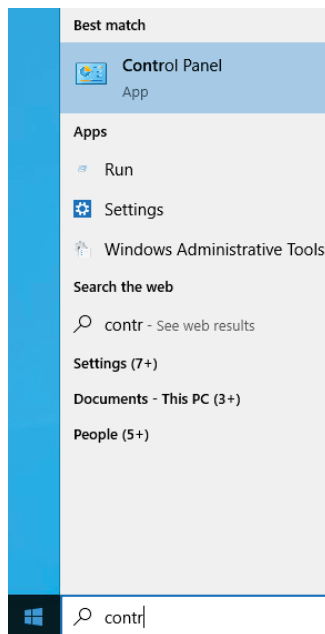 Best match
Control Panel
App
Apps
Run
Settings
Windows Administrative Tools
Search the web
contr - See web results
Settings (7+)
Documents - This PC (3+)
People (5+)
contr